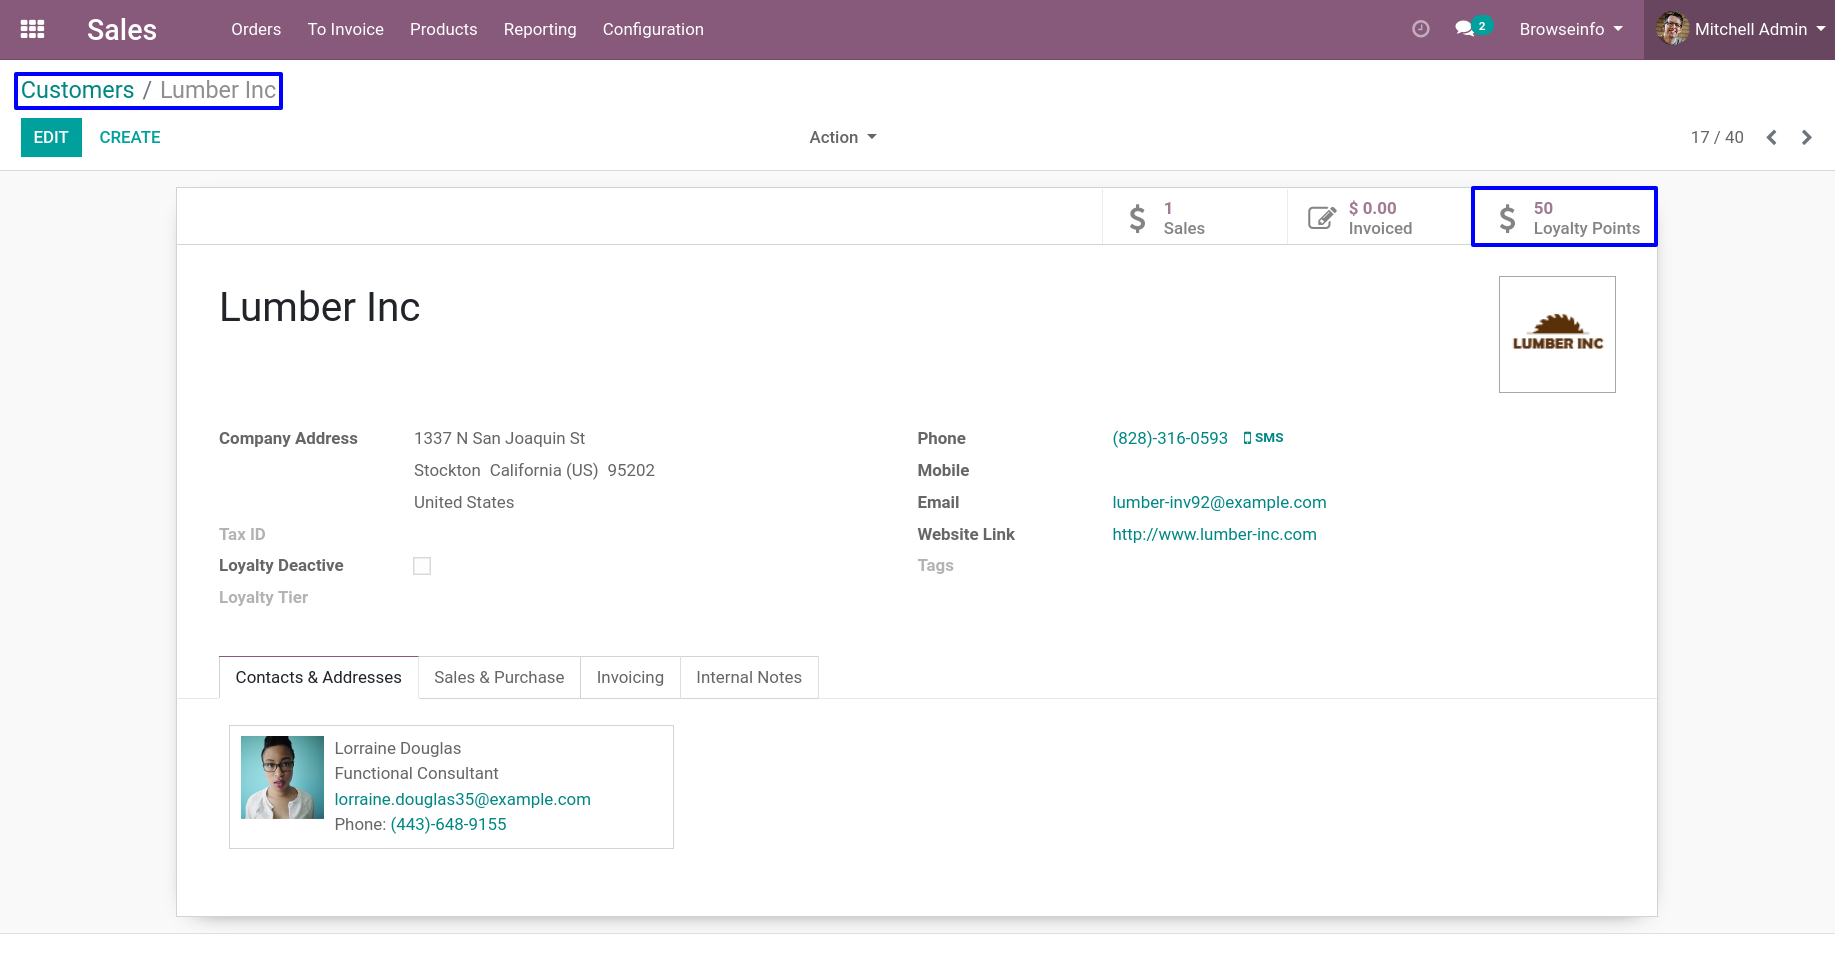 Sales Orders To Invoice Products Reporting Configuration 2 Browseinfo Mitchell Admin
Customers / Lumber Inc
EDIT CREATE Action 17 / 40
1
Sales
$ 0.00
Invoiced
50
Loyalty Points
Lumber Inc
LUMBER INC
Company Address 1337 N San Joaquin St
Stockton California (US) 95202
United States
Tax ID
Loyalty Deactive
Loyalty Tier
Phone (828)-316-0593 SMS
Mobile
Email lumber-inv92@example.com
Website Link http://www.lumber-inc.com
Tags
Contacts & Addresses Sales & Purchase Invoicing Internal Notes
Lorraine Douglas
Functional Consultant
lorraine.douglas35@example.com
Phone: (443)-648-9155